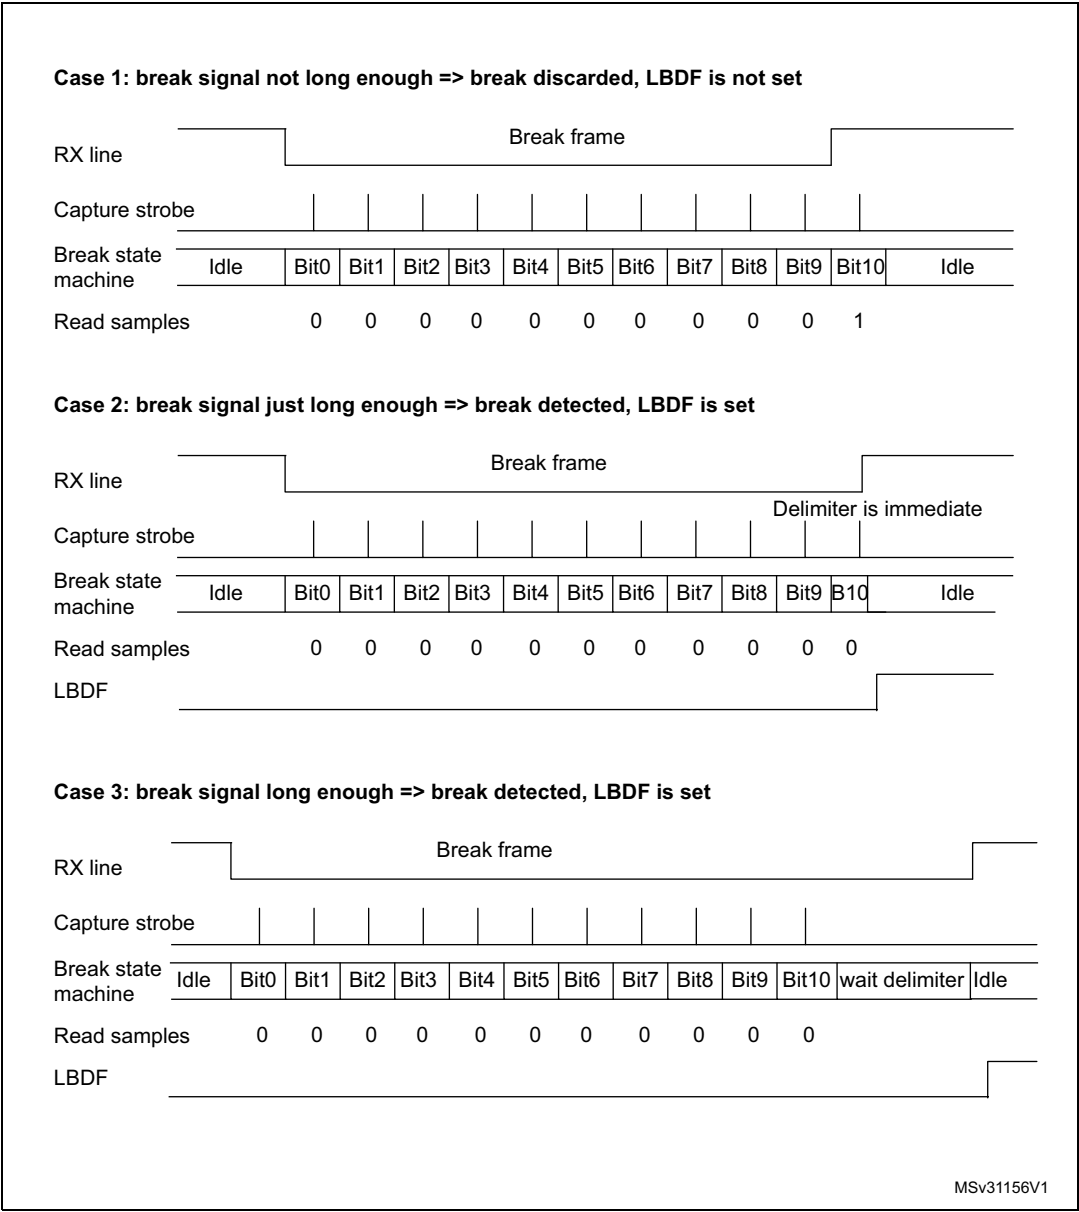 Case 1: break signal not long enough => break discarded, LBDF is not set
Break frame
RX line
Capture strobe
Break state machine
Idle Bit0 Bit1 Bit2 Bit3 Bit4 Bit5 Bit6 Bit7 Bit8 Bit9 Bit10 Idle
Read samples 0 0 0 0 0 0 0 0 0 0 1
Case 2: break signal just long enough => break detected, LBDF is set
Break frame
RX line
Delimiter is immediate
Capture strobe
Break state machine
Idle Bit0 Bit1 Bit2 Bit3 Bit4 Bit5 Bit6 Bit7 Bit8 Bit9 B10 Idle
Read samples 0 0 0 0 0 0 0 0 0 0 0
LBDF
Case 3: break signal long enough => break detected, LBDF is set
Break frame
RX line
Capture strobe
Break state machine
Idle Bit0 Bit1 Bit2 Bit3 Bit4 Bit5 Bit6 Bit7 Bit8 Bit9 Bit10 wait delimiter Idle
Read samples 0 0 0 0 0 0 0 0 0 0 0
LBDF
MSv31156V1